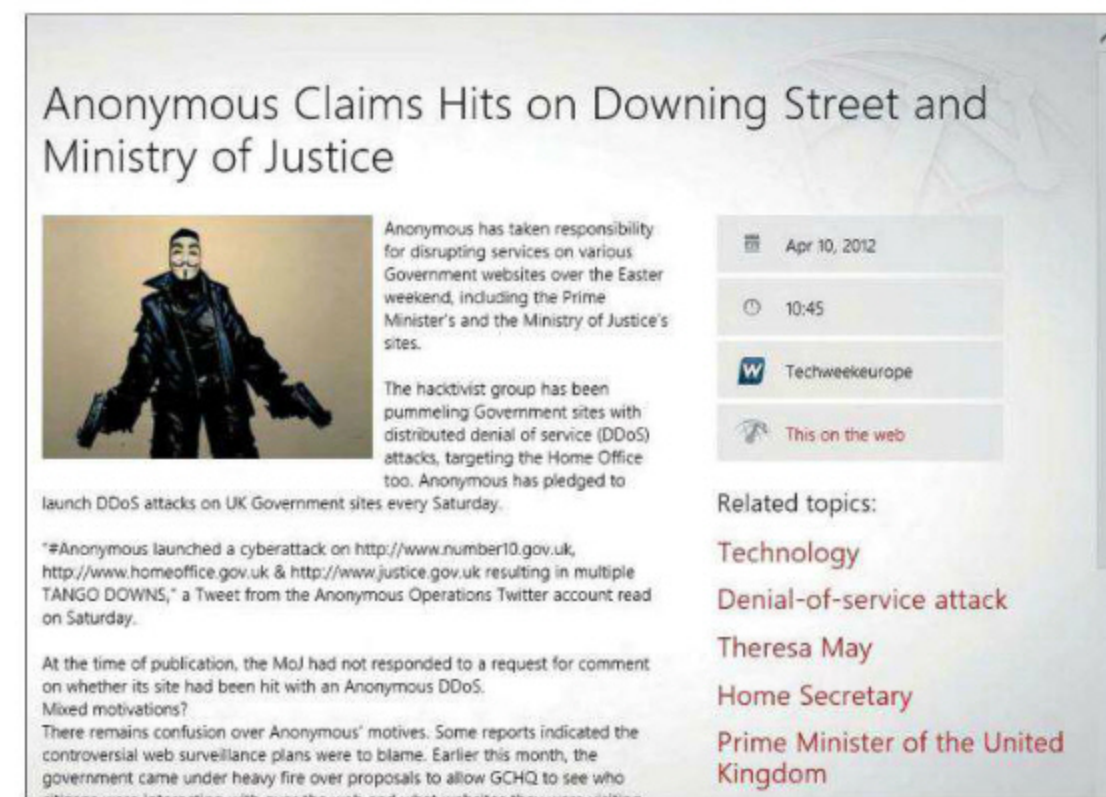 Anonymous Claims Hits on Downing Street and
Ministry of Justice
Anonymous has taken responsibility
for disrupting services on various
Government websites over the Easter
weekend, including the Prime
Minister's and the Ministry of Justice's
sites.
The hacktivist group has been
pummeling Government sites with
distributed denial of service (DDoS)
attacks, targeting the Home Office
too. Anonymous has pledged to
launch DDoS attacks on UK Government sites every Saturday.
"#Anonymous launched a cyberattack on http://www.number10.gov.uk,
http://www.homeoffice.gov.uk & http://www.justice.gov.uk resulting in multiple
TANGO DOWNS," a Tweet from the Anonymous Operations Twitter account read
on Saturday.
At the time of publication, the MoJ had not responded to a request for comment
on whether its site had been hit with an Anonymous DDoS.
Mixed motivations?
There remains confusion over Anonymous' motives. Some reports indicated the
controversial web surveillance plans were to blame. Earlier this month, the
government came under heavy fire over proposals to allow GCHQ to see who
Apr 10, 2012
10:45
W Techweekeurope
This on the web
Related topics:
Technology
Denial-of-service attack
Theresa May
Home Secretary
Prime Minister of the United
Kingdom